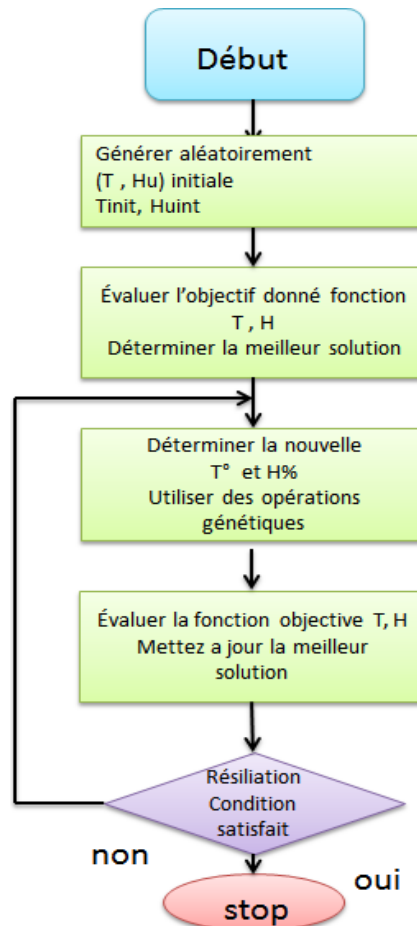 Début
Générer aléatoirement
(T , Hu) initiale
Tinit, Huint
Évaluer l'objectif donné fonction
T , H
Déterminer la meilleur solution
Déterminer la nouvelle
T° et H%
Utiliser des opérations
génétiques
Évaluer la fonction objective T, H
Mettez a jour la meilleur
solution
Résiliation
Condition
satisfait
non
oui
stop